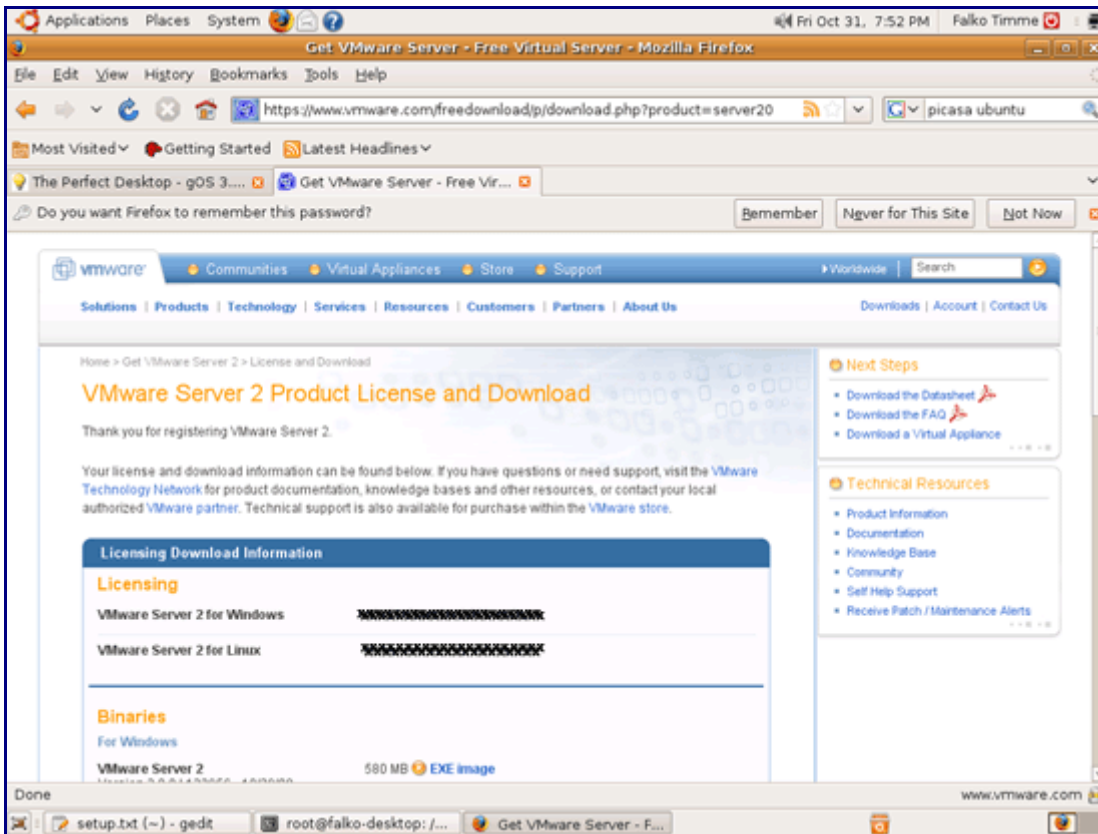 Applications Places System Fri Oct 31, 7:52 PM Falko Timme
Get VMware Server - Free Virtual Server - Mozilla Firefox
File Edit View History Bookmarks Tools Help
https://www.vmware.com/freedownload/p/download.php?product=server20 picasa ubuntu
Most Visited Getting Started Latest Headlines
The Perfect Desktop - gOS 3.... Get VMware Server - Free Vir...
Do you want Firefox to remember this password? Remember Never for This Site Not Now
vmware Communities Virtual Appliances Store Support Worldwide | Search
Solutions | Products | Technology | Services | Resources | Customers | Partners | About Us Downloads | Account | Contact Us
Home > Get VMware Server 2 > License and Download
VMware Server 2 Product License and Download
Thank you for registering VMware Server 2.
Your license and download information can be found below. If you have questions or need support, visit the VMware
Technology Network for product documentation, knowledge bases and other resources, or contact your local
authorized VMware partner. Technical support is also available for purchase within the VMware store.
Licensing Download Information
Licensing
VMware Server 2 for Windows
VMware Server 2 for Linux
Binaries
For Windows
VMware Server 2 580 MB EXE image
Next Steps
Download the Datasheet
Download the FAQ
Download a Virtual Appliance
Technical Resources
Product Information
Documentation
Knowledge Base
Community
Self Help Support
Receive Patch / Maintenance Alerts
Done www.vmware.com
setup.txt (~) - gedit root@falko-desktop: /... Get VMware Server - F...